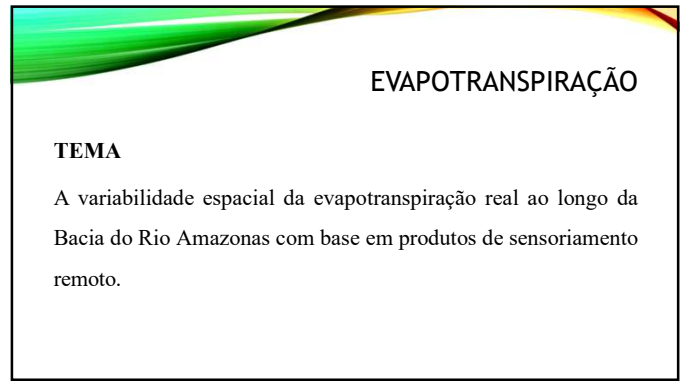 EVAPOTRANSPIRAÇÃO
TEMA
A variabilidade espacial da evapotranspiração real ao longo da
Bacia do Rio Amazonas com base em produtos de sensoriamento
remoto.